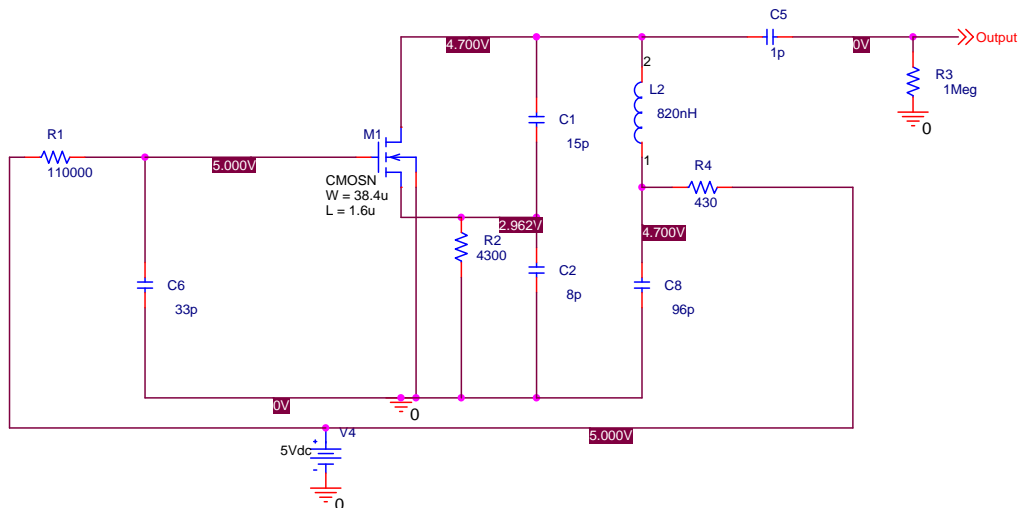 C5
1p
4.700V
0V
Output
R3
1Meg
0
2
L2
820nH
1
C1
15p
R1
110000
5.000V
M1
CMOSN
W = 38.4u
L = 1.6u
R4
430
2.962V
4.700V
R2
4300
C2
8p
C6
33p
C8
96p
0V
0
5.000V
V4
+
5Vdc
-
0